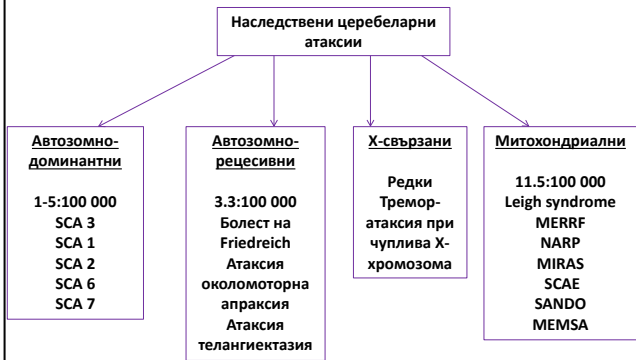 Наследствени церебеларни
атаксии
Автозомно-
доминантни
1-5:100 000
SCA 3
SCA 1
SCA 2
SCA 6
SCA 7
Автозомно-
рецесивни
3.3:100 000
Болест на
Friedreich
Атаксия
околомоторна
апраксия
Атаксия
телангиектазия
Х-свързани
Редки
Тремор-
атаксия при
чуплива Х-
хромозома
Митохондриални
11.5:100 000
Leigh syndrome
MERRF
NARP
MIRAS
SCAE
SANDO
MEMSA